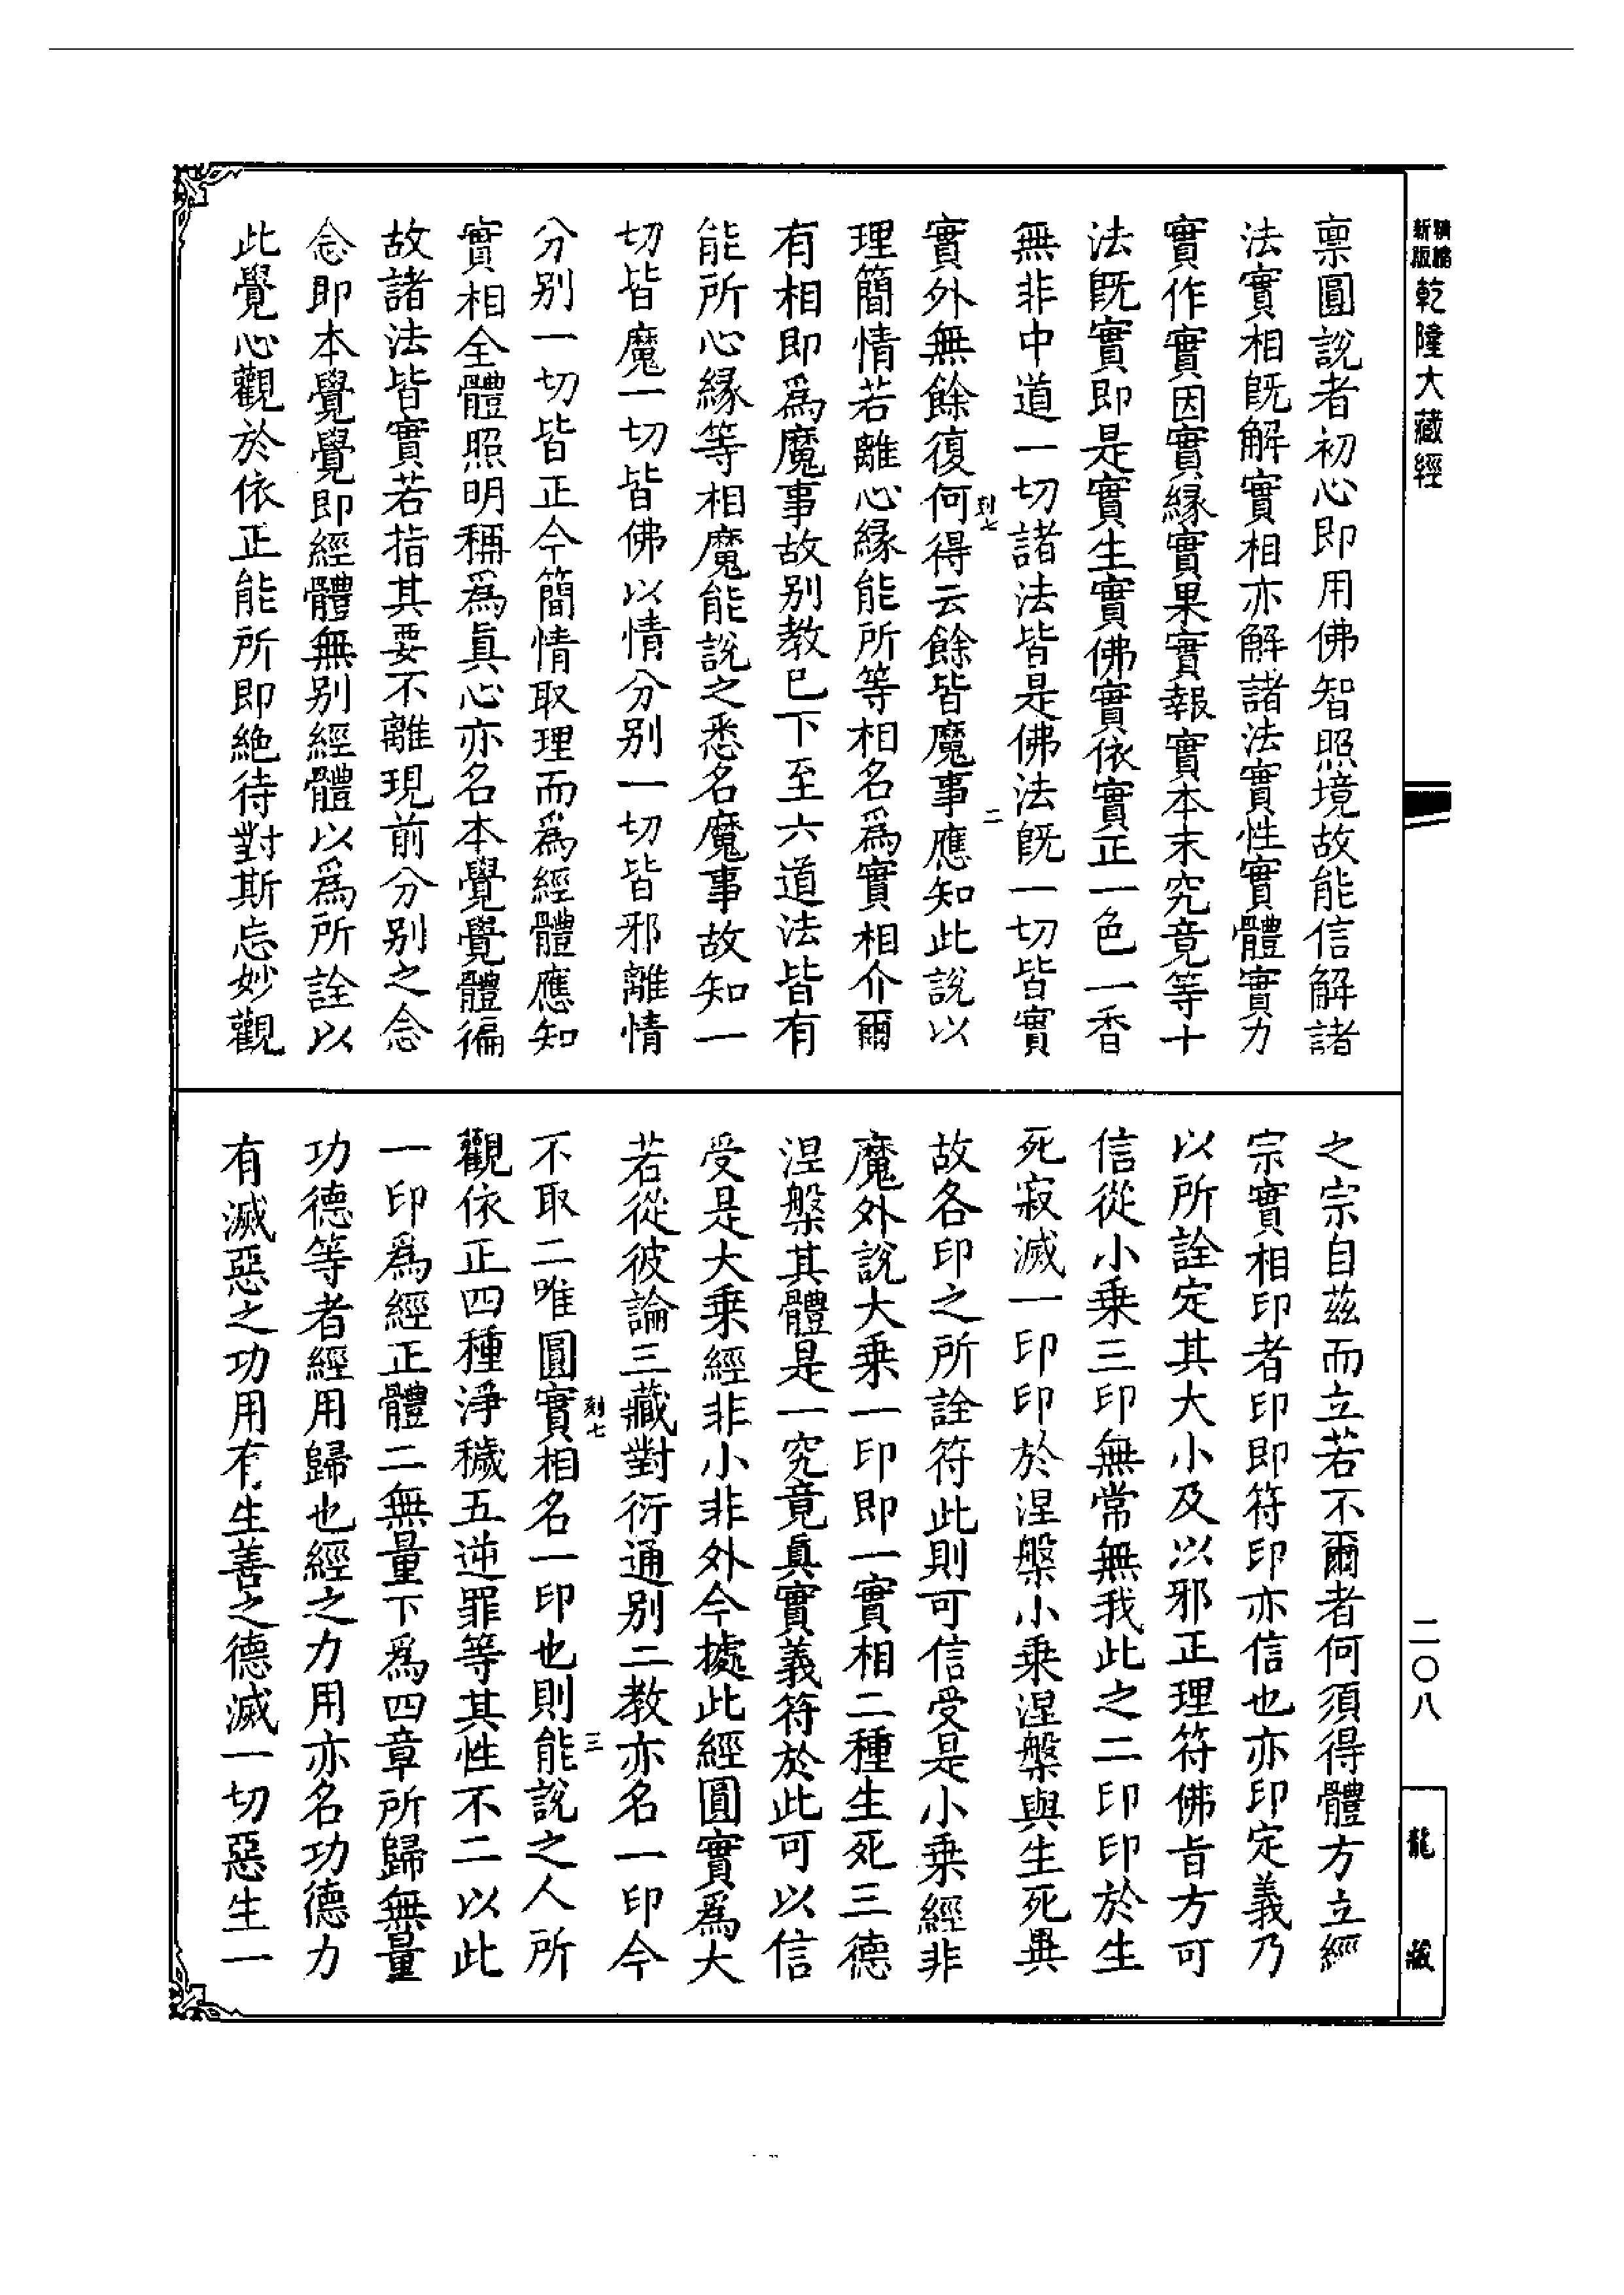 精縮
新版
乾隆大藏經
稟圓說者初心即用佛智照境故能信解諸
法實相既解實相亦解諸法實性實體實力
實作實因實緣實果實報實本末究竟等十
法既實即是實生實佛實依實正一色一香
無非中道一切諸法皆是佛法既一切皆實
刻七
二
實外無餘復何得云餘皆魔事應知此說以
理簡情若離心緣能所等相名爲實相介爾
有相即爲魔事故别教已下至六道法皆有
能所心緣等相魔能說之悉名魔事故知一
切皆魔一切皆佛以情分别一切皆邪離情
分别一切皆正今簡情取理而爲經體應知
實相全體照明稱爲眞心亦名本覺覺體徧
故諸法皆實若指其要不離現前分别之念
念即本覺覺即經體無别經體以爲所詮以
此覺心觀於依正能所即絶待對斯忘妙觀
之宗自茲而立若不爾者何須得體方立經
宗實相印者印即符印亦信也亦印定義乃
以所詮定其大小及以邪正理符佛旨方可
信從小乘三印無常無我此之二印印於生
死寂滅一印印於涅槃小乘涅槃與生死異
故各印之所詮符此則可信受是小乘經非
魔外說大乘一印即一實相二種生死三德
涅槃其體是一究竟眞實義符於此可以信
受是大乘經非小非外今據此經圓實爲大
若從彼論三藏對衍通别二教亦名一印今
刻七
三
不取二唯圓實相名一印也則能說之人所
觀依正四種淨穢五逆罪等其性不二以此
一印爲經正體二無量下爲四章所歸無量
功德等者經用歸也經之力用亦名功德力
有滅惡之功用有生善之德滅一切惡生一
二〇八
龍
藏